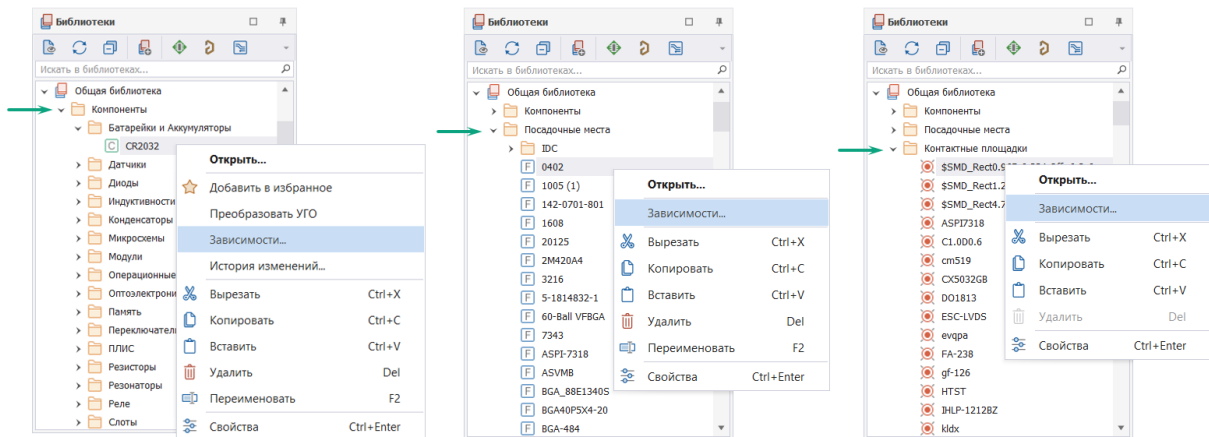 Библиотеки
Искать в библиотеках...
Общая библиотека
Компоненты
Батарейки и Аккумуляторы
CR2032
Датчики
Диоды
Индуктивности
Конденсаторы
Микросхемы
Модули
Операционные
Оптоэлектрони
Память
Переключател
ПЛИС
Резисторы
Резонаторы
Реле
Слоты
Открыть...
Добавить в избранное
Преобразовать УГО
Зависимости...
История изменений...
Вырезать Ctrl+X
Копировать Ctrl+C
Вставить Ctrl+V
Удалить Del
Переименовать F2
Свойства Ctrl+Enter
Библиотеки
Искать в библиотеках...
Общая библиотека
Компоненты
Посадочные места
IDC
0402
1005 (1)
142-0701-801
1608
20125
2M420A4
3216
5-1814832-1
60-Ball VFBGA
7343
ASPI-7318
ASVMB
BGA_88E1340S
BGA40P5X4-20
BGA-484
Открыть...
Зависимости...
Вырезать Ctrl+X
Копировать Ctrl+C
Вставить Ctrl+V
Удалить Del
Переименовать F2
Свойства Ctrl+Enter
Библиотеки
Искать в библиотеках...
Общая библиотека
Компоненты
Посадочные места
Контактные площадки
$SMD_Rect1.2
$SMD_Rect4.7
ASPI7318
C1.0D0.6
cm519
CX5032GB
DO1813
ESC-LVDS
evqpa
FA-238
gf-126
HTST
IHLP-1212BZ
kldx
Открыть...
Зависимости...
Вырезать Ctrl+X
Копировать Ctrl+C
Вставить Ctrl+V
Удалить Del
Свойства Ctrl+Enter